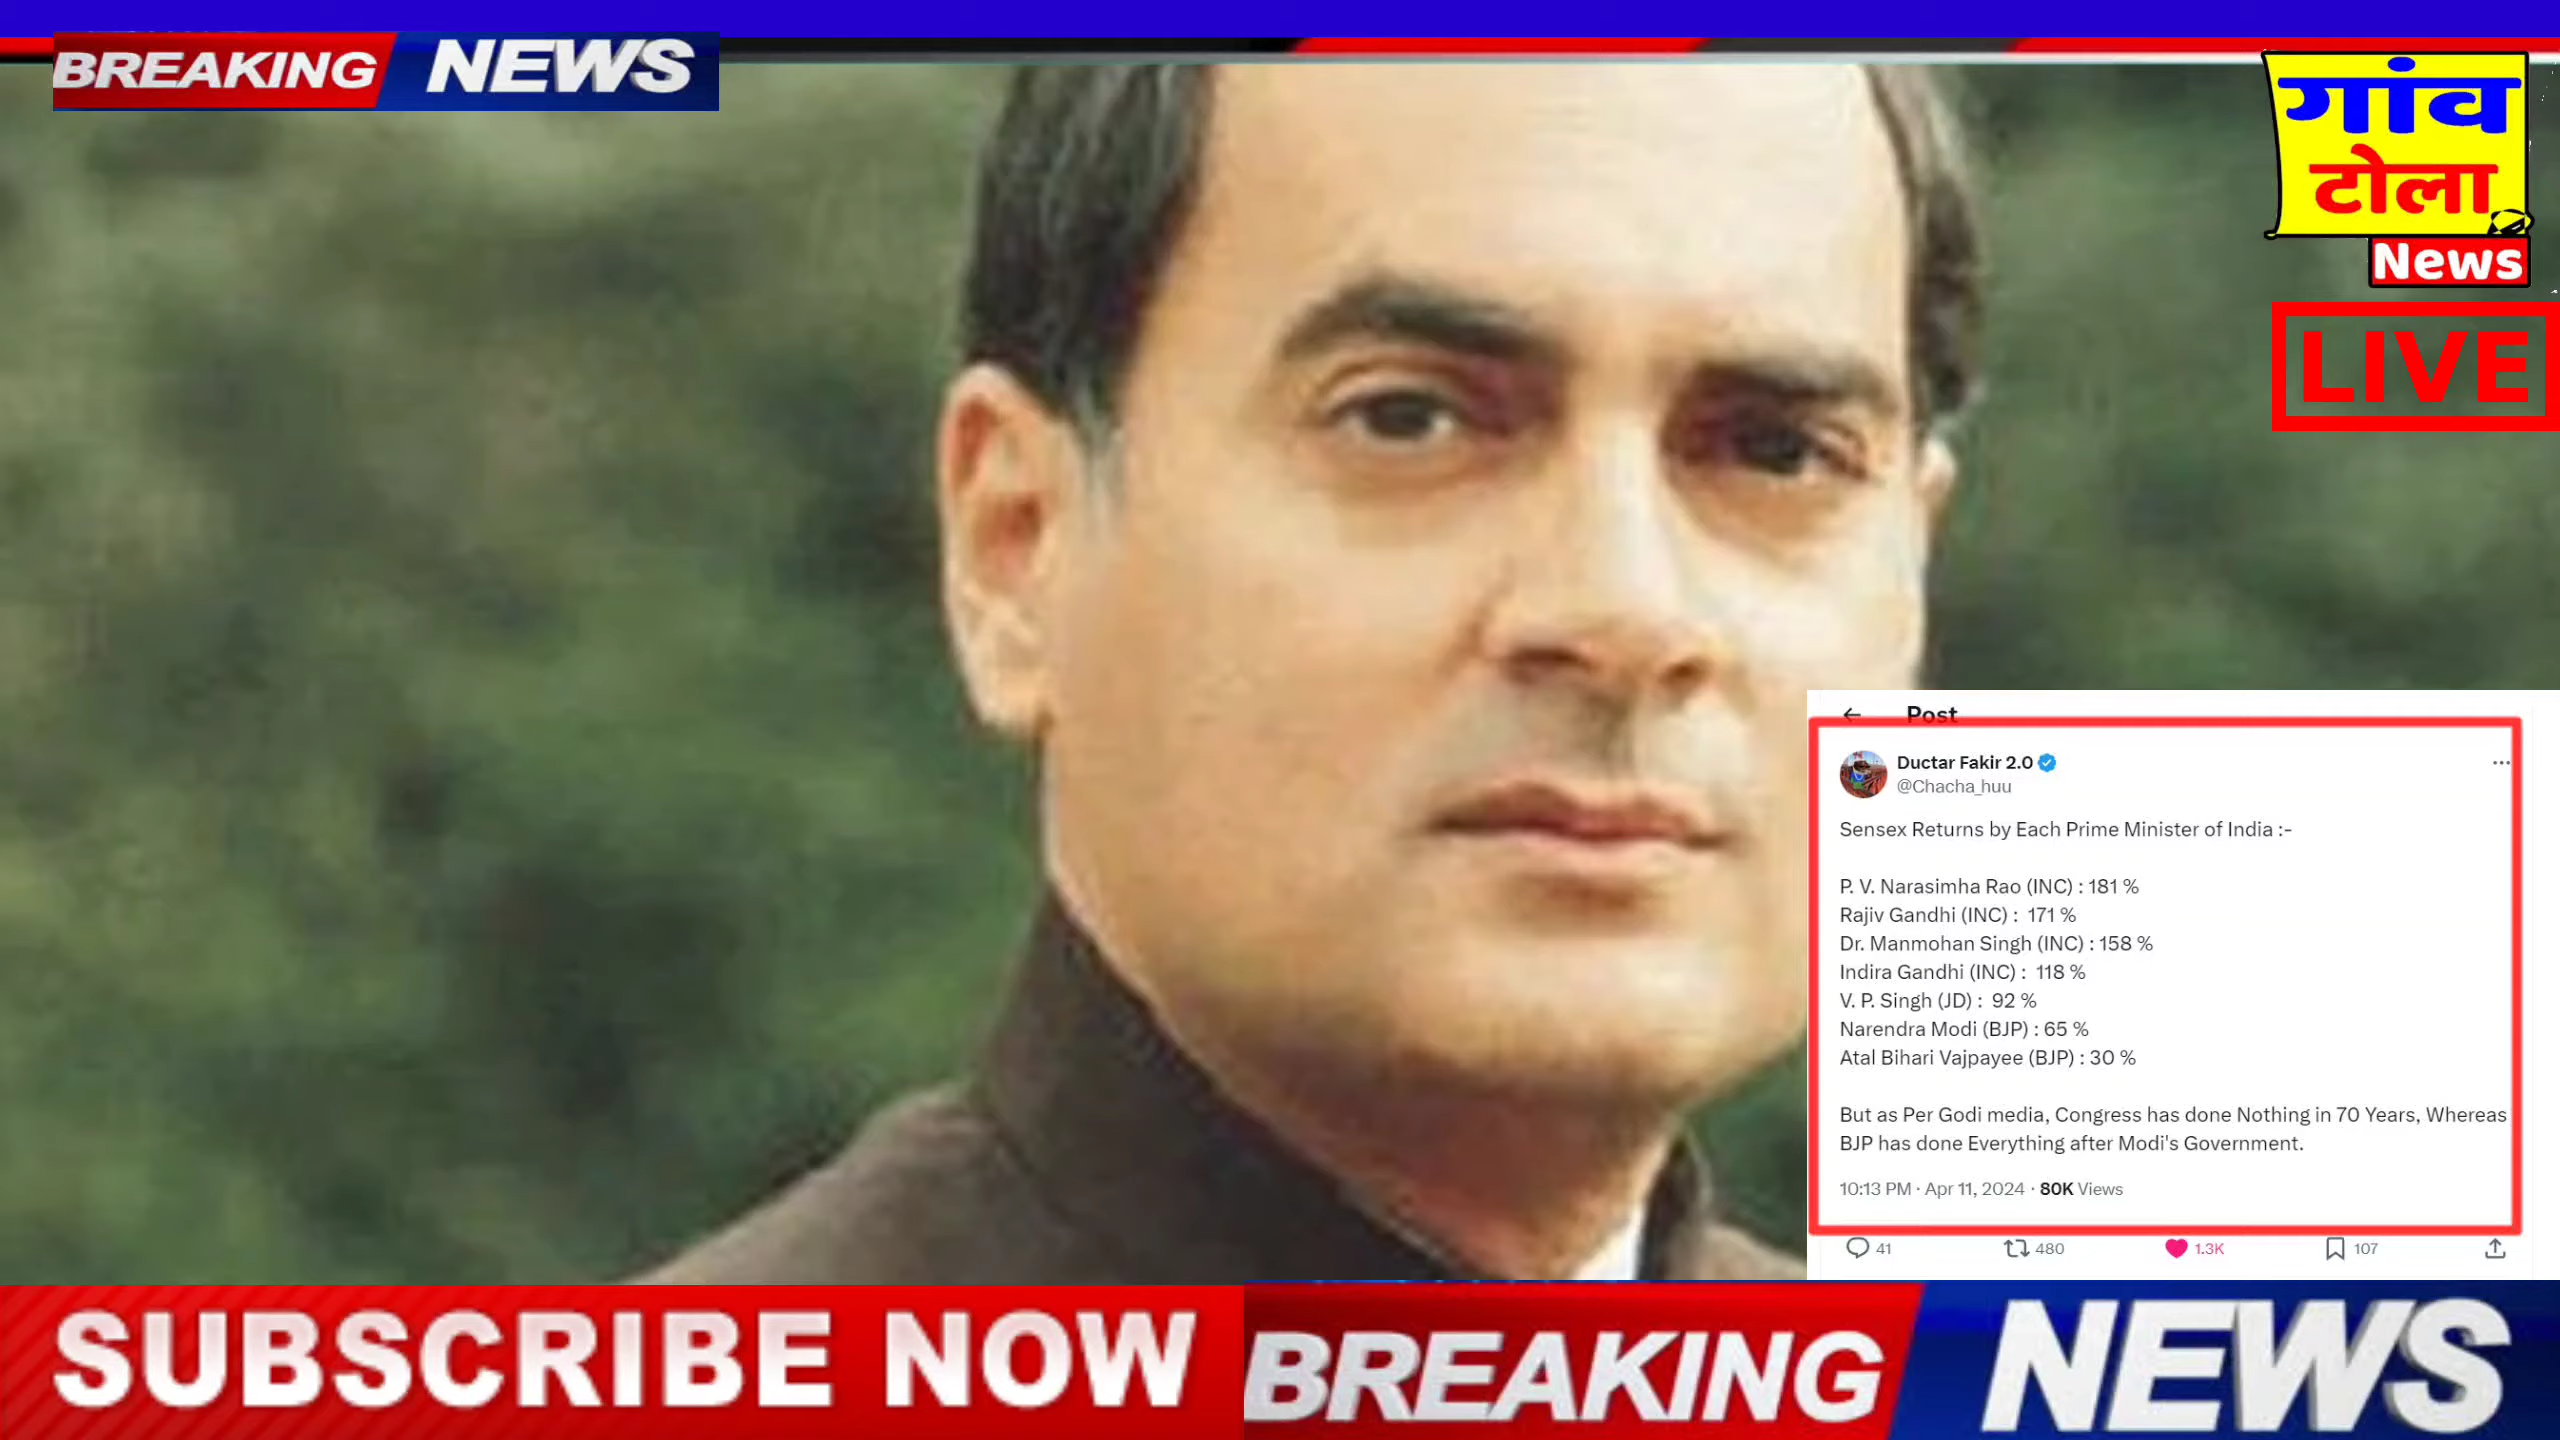 BREAKING NEWS
गांव
टोला
News
LIVE
Post
Ductar Fakir 2.0
@Chacha_huu
Sensex Returns by Each Prime Minister of India :-
P. V. Narasimha Rao (INC) : 181 %
Rajiv Gandhi (INC) : 171 %
Dr. Manmohan Singh (INC) : 158 %
Indira Gandhi (INC) : 118 %
V. P. Singh (JD) : 92 %
Narendra Modi (BJP) : 65 %
Atal Bihari Vajpayee (BJP) : 30 %
But as Per Godi media, Congress has done Nothing in 70 Years, Whereas
BJP has done Everything after Modi's Government.
10:13 PM · Apr 11, 2024 · 80K Views
41 480 1.3K 107
SUBSCRIBE NOW BREAKING NEWS